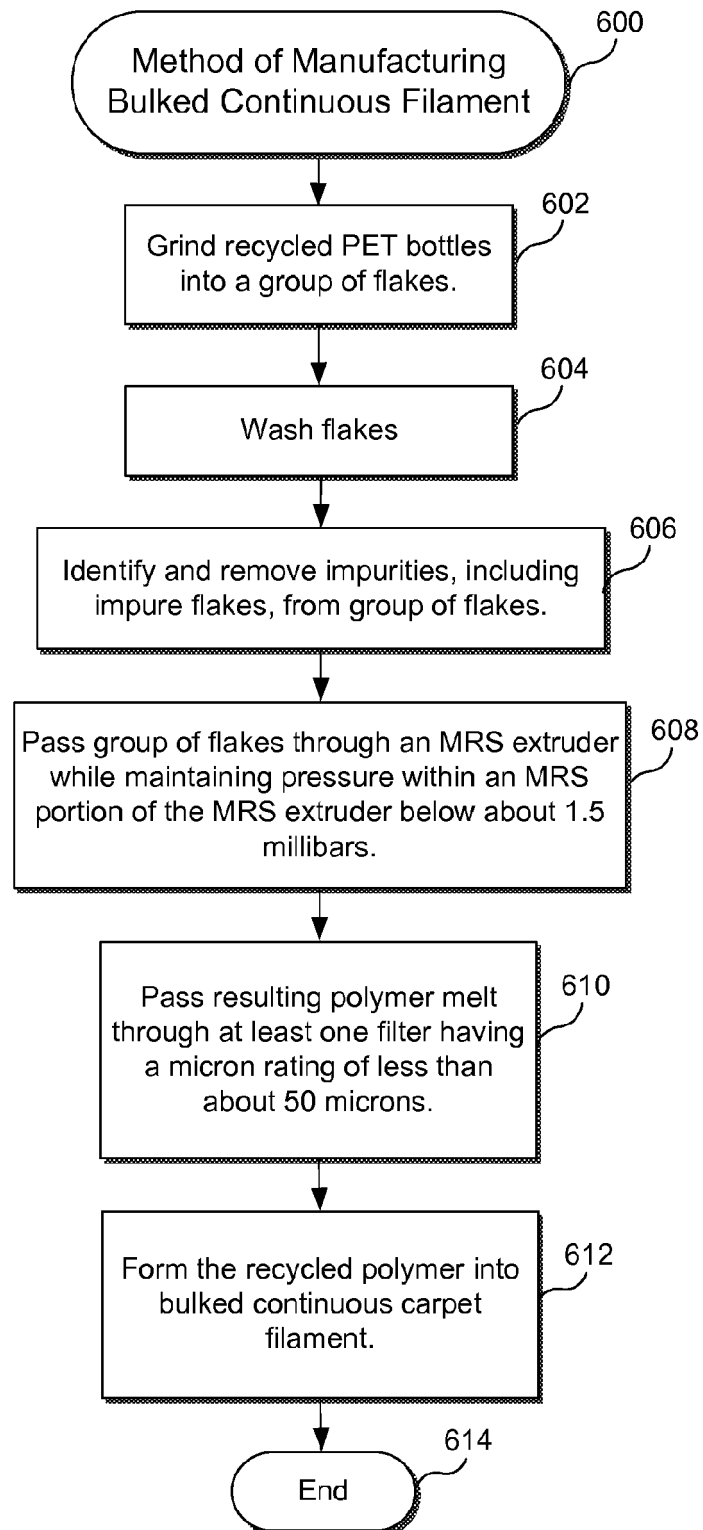 Method of Manufacturing
Bulked Continuous Filament
600
602
Grind recycled PET bottles
into a group of flakes.
604
Wash flakes
606
Identify and remove impurities, including
impure flakes, from group of flakes.
608
Pass group of flakes through an MRS extruder
while maintaining pressure within an MRS
portion of the MRS extruder below about 1.5
millibars.
610
Pass resulting polymer melt
through at least one filter having
a micron rating of less than
about 50 microns.
612
Form the recycled polymer into
bulked continuous carpet
filament.
614
End